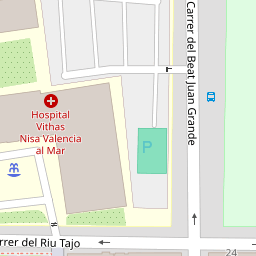 Carrer del Beat Juan Grande
Hospital
Vithas
Nisa Valencia
al Mar
P
rrer del Riu Tajo
24